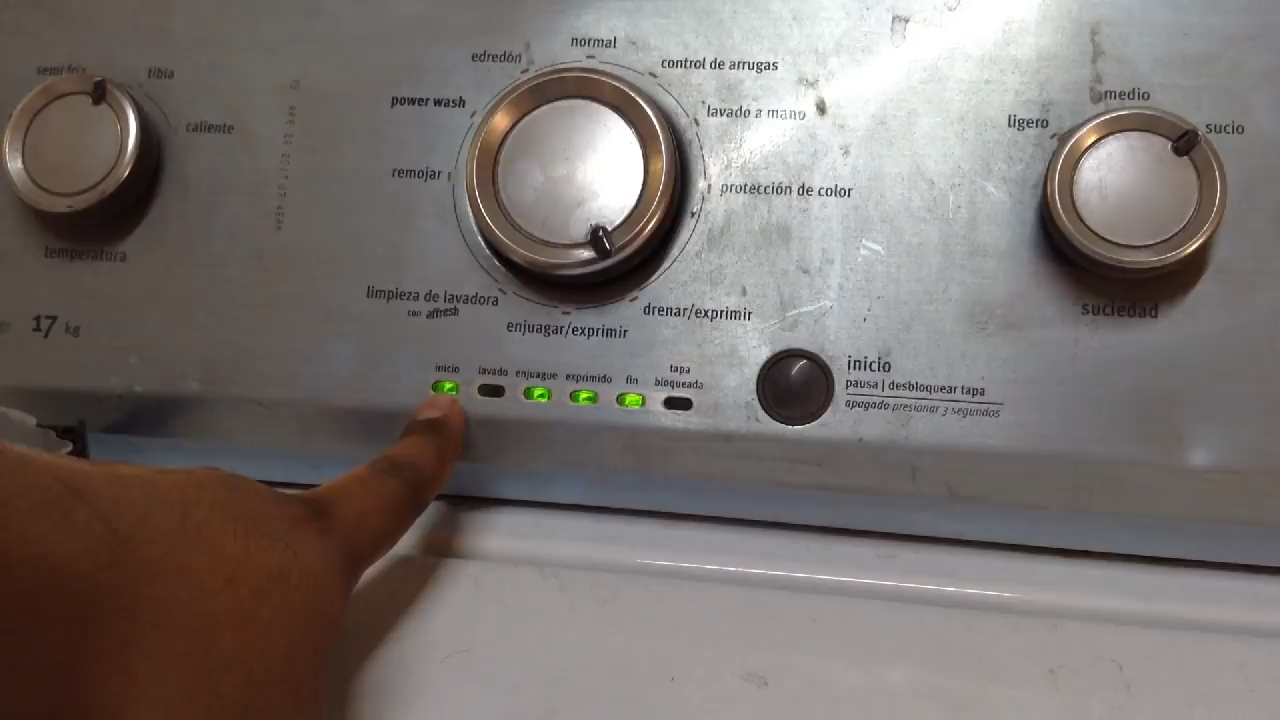 semi fría
tibia
caliente
temperatura
17 kg
edredón
normal
control de arrugas
power wash
lavado a mano
remojar
protección de color
limpieza de lavadora
con affresh
enjuagar/exprimir
drenar/exprimir
ligero
medio
sucio
suciedad
inicio
lavado
enjuague
exprimido
fin
tapa
bloqueada
inicio
pausa | desbloquear tapa
apagado presionar 3 segundos